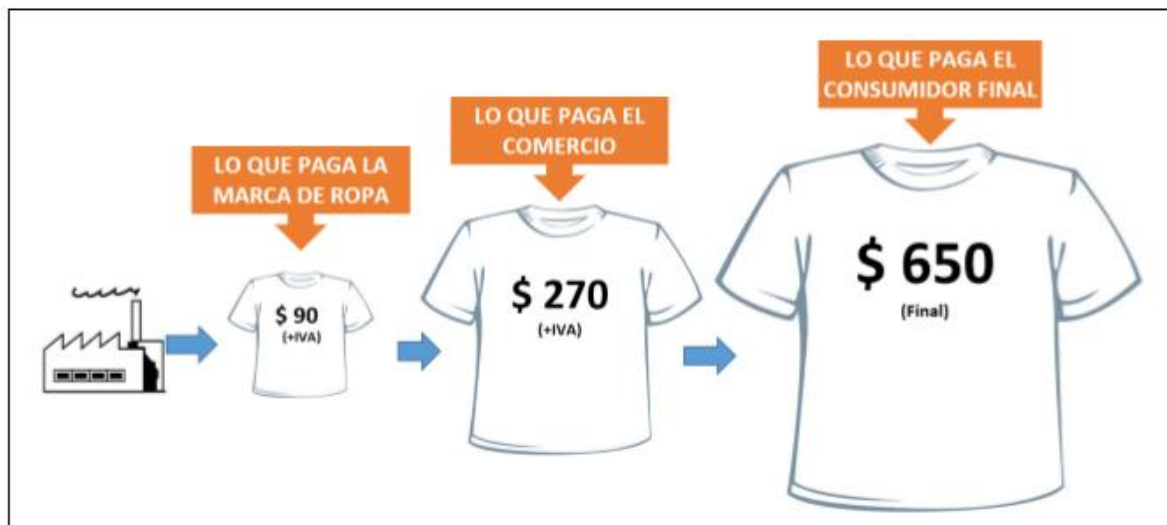 LO QUE PAGA LA
MARCA DE ROPA
$ 90
(+IVA)
LO QUE PAGA EL
COMERCIO
$ 270
(+IVA)
LO QUE PAGA EL
CONSUMIDOR FINAL
$ 650
(Final)